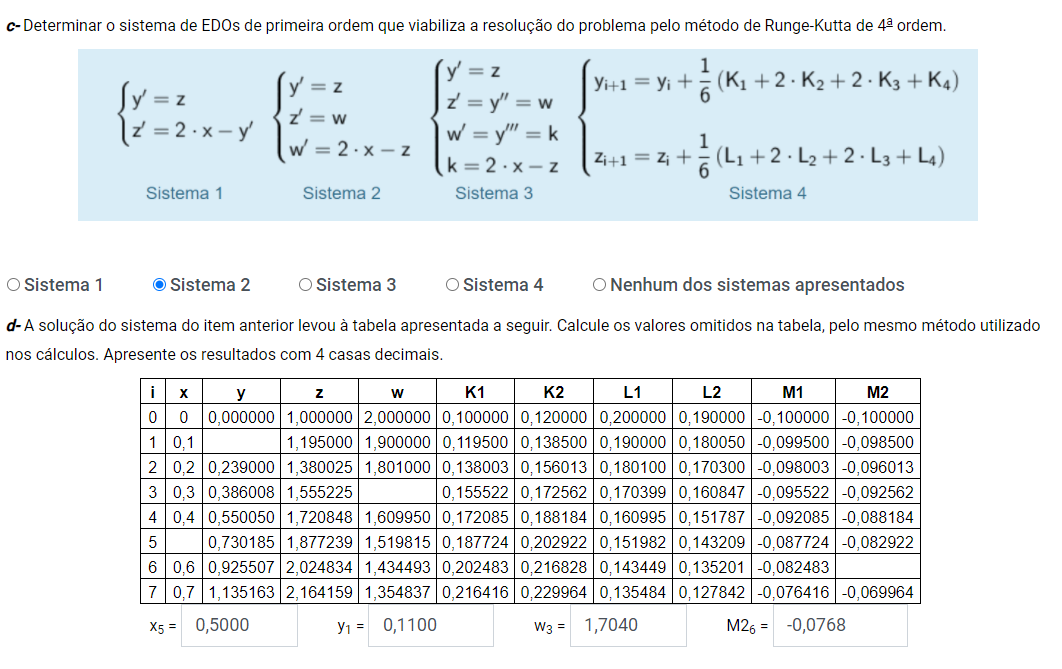 c- Determinar o sistema de EDOs de primeira ordem que viabiliza a resolução do problema pelo método de Runge-Kutta de 4ª ordem.
{ y' = z
{ z' = 2 · x − y'
Sistema 1
{ y' = z
{ z' = w
{ w' = 2 · x − z
Sistema 2
{ y' = z
{ z' = y'' = w
{ w' = y''' = k
{ k = 2 · x − z
Sistema 3
{ yi+1 = yi + 1/6 (K1 + 2 · K2 + 2 · K3 + K4)
{ zi+1 = zi + 1/6 (L1 + 2 · L2 + 2 · L3 + L4)
Sistema 4
Sistema 1 Sistema 2 Sistema 3 Sistema 4 Nenhum dos sistemas apresentados
d- A solução do sistema do item anterior levou à tabela apresentada a seguir. Calcule os valores omitidos na tabela, pelo mesmo método utilizado
nos cálculos. Apresente os resultados com 4 casas decimais.
i x y z w K1 K2 L1 L2 M1 M2
0 0 0,000000 1,000000 2,000000 0,100000 0,120000 0,200000 0,190000 -0,100000 -0,100000
1 0,1 1,195000 1,900000 0,119500 0,138500 0,190000 0,180050 -0,099500 -0,098500
2 0,2 0,239000 1,380025 1,801000 0,138003 0,156013 0,180100 0,170300 -0,098003 -0,096013
3 0,3 0,386008 1,555225 0,155522 0,172562 0,170399 0,160847 -0,095522 -0,092562
4 0,4 0,550050 1,720848 1,609950 0,172085 0,188184 0,160995 0,151787 -0,092085 -0,088184
5 0,730185 1,877239 1,519815 0,187724 0,202922 0,151982 0,143209 -0,087724 -0,082922
6 0,6 0,925507 2,024834 1,434493 0,202483 0,216828 0,143449 0,135201 -0,082483
7 0,7 1,135163 2,164159 1,354837 0,216416 0,229964 0,135484 0,127842 -0,076416 -0,069964
x5 = 0,5000 y1 = 0,1100 w3 = 1,7040 M26 = -0,0768